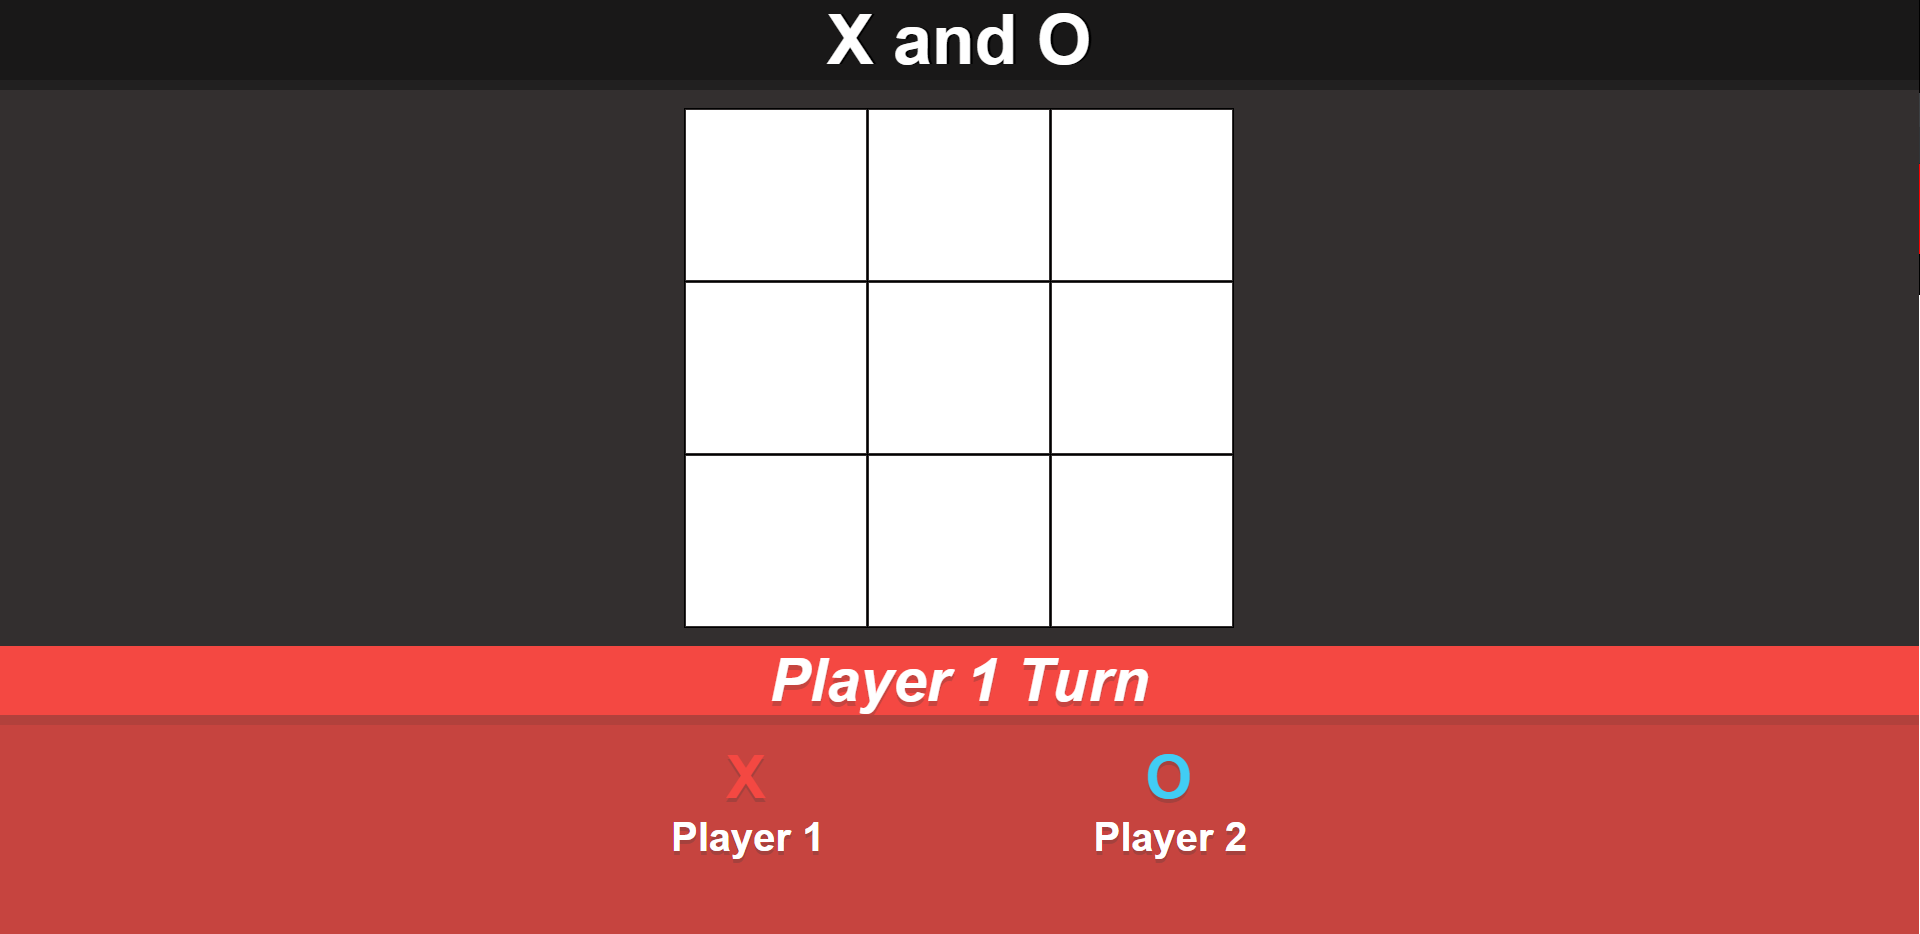 X and O
Player 1 Turn
X
O
Player 1
Player 2